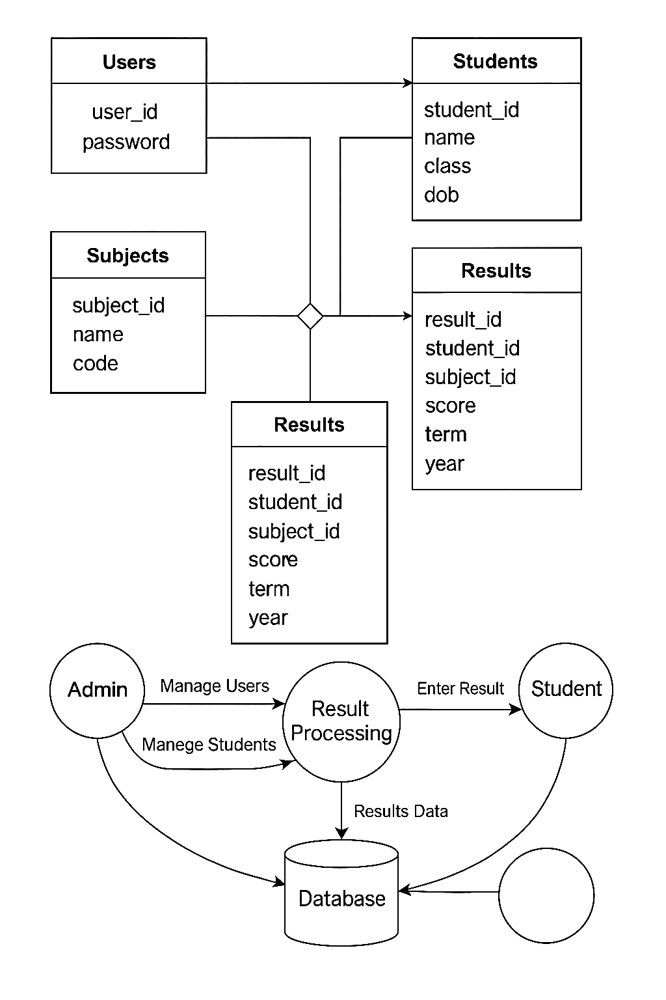 Users
user_id
password
Students
student_id
name
class
dob
Subjects
subject_id
name
code
Results
result_id
student_id
subject_id
score
term
year
Results
result_id
student_id
subject_id
score
term
year
Admin
Manage Users
Manege Students
Result
Processing
Enter Result
Student
Results Data
Database